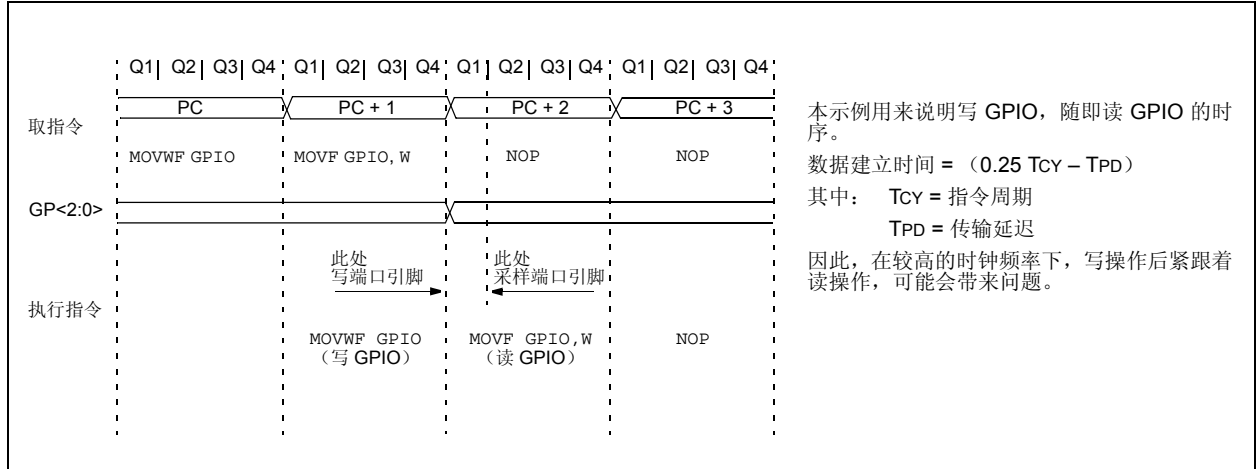 Q1| Q2| Q3| Q4 Q1| Q2| Q3| Q4 Q1| Q2| Q3| Q4 Q1| Q2| Q3| Q4
取指令
PC PC + 1 PC + 2 PC + 3
MOVWF GPIO MOVF GPIO, W NOP NOP
GP<2:0>
此处
写端口引脚
此处
采样端口引脚
执行指令
MOVWF GPIO
（写 GPIO）
MOVF GPIO,W
（读 GPIO）
NOP
本示例用来说明写 GPIO，随即读 GPIO 的时
序。
数据建立时间 = （0.25 TCY – TPD）
其中： TCY = 指令周期
TPD = 传输延迟
因此，在较高的时钟频率下，写操作后紧跟着
读操作，可能会带来问题。